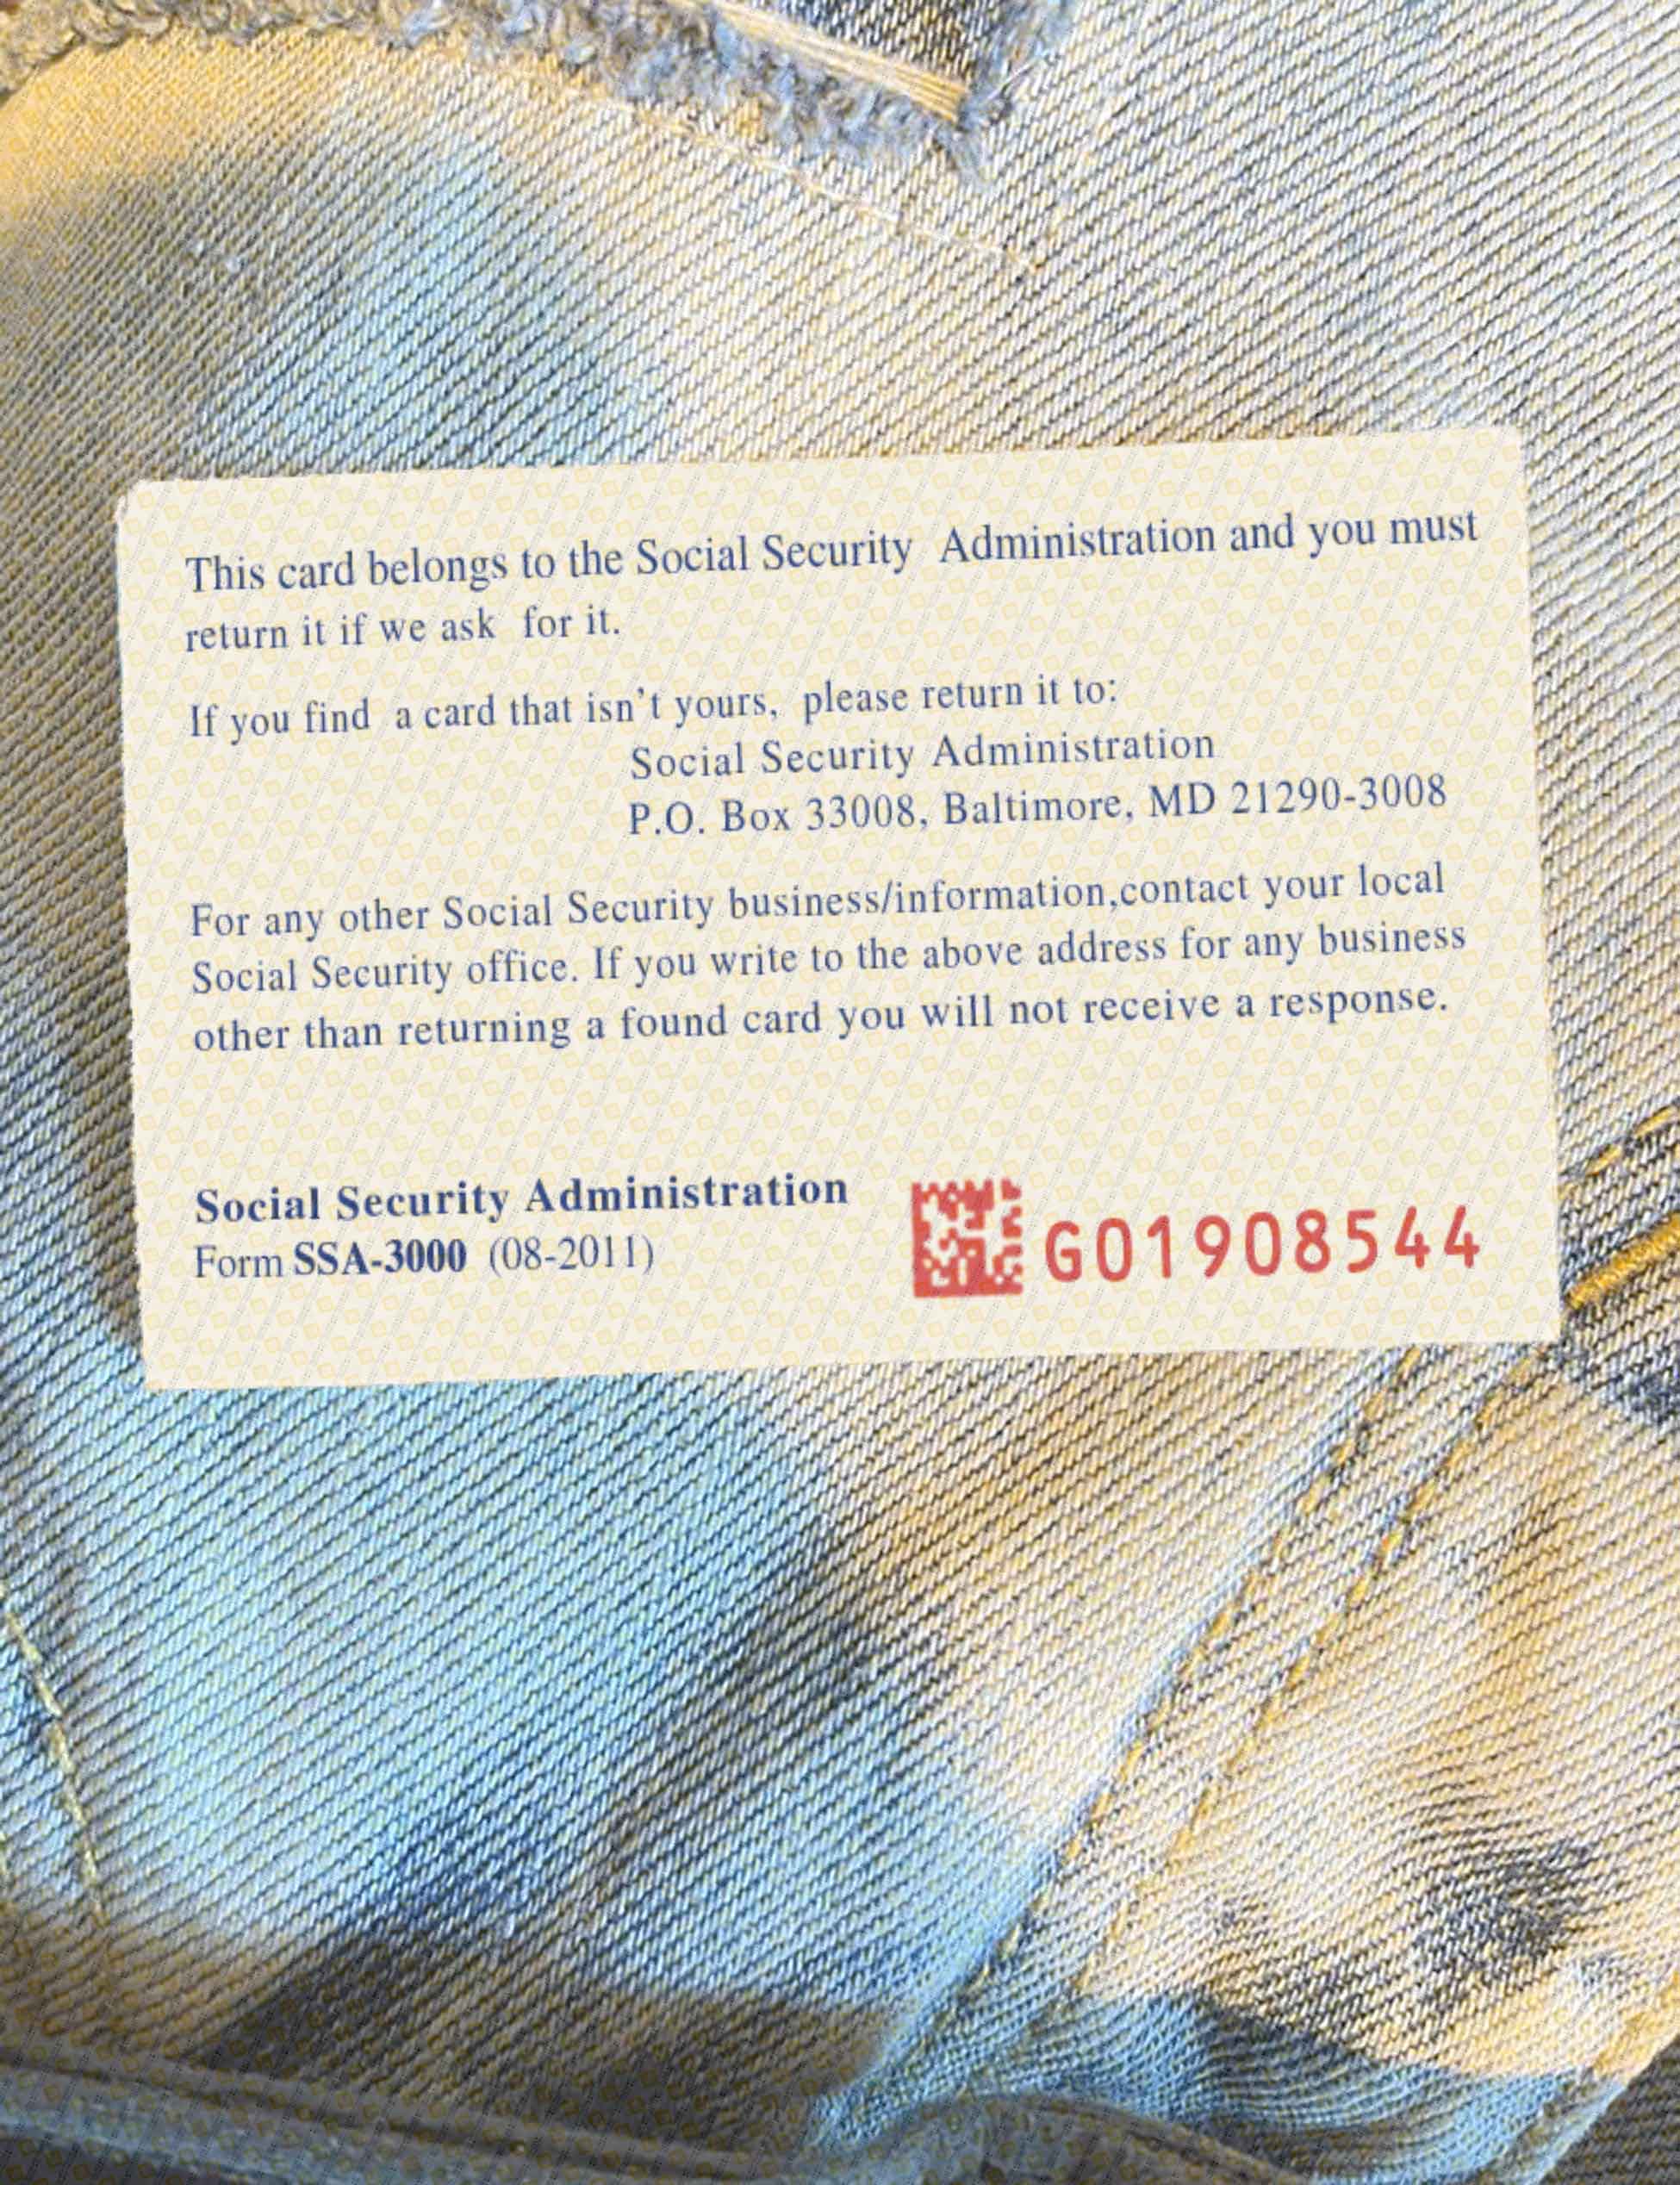 This card belongs to the Social Security Administration and you must
return it if we ask for it.
If you find a card that isn't yours, please return it to:
Social Security Administration
P.O. Box 33008, Baltimore, MD 21290-3008
For any other Social Security business/information,contact your local
Social Security office. If you write to the above address for any business
other than returning a found card you will not receive a response.
Social Security Administration
Form SSA-3000 (08-2011)
G01908544